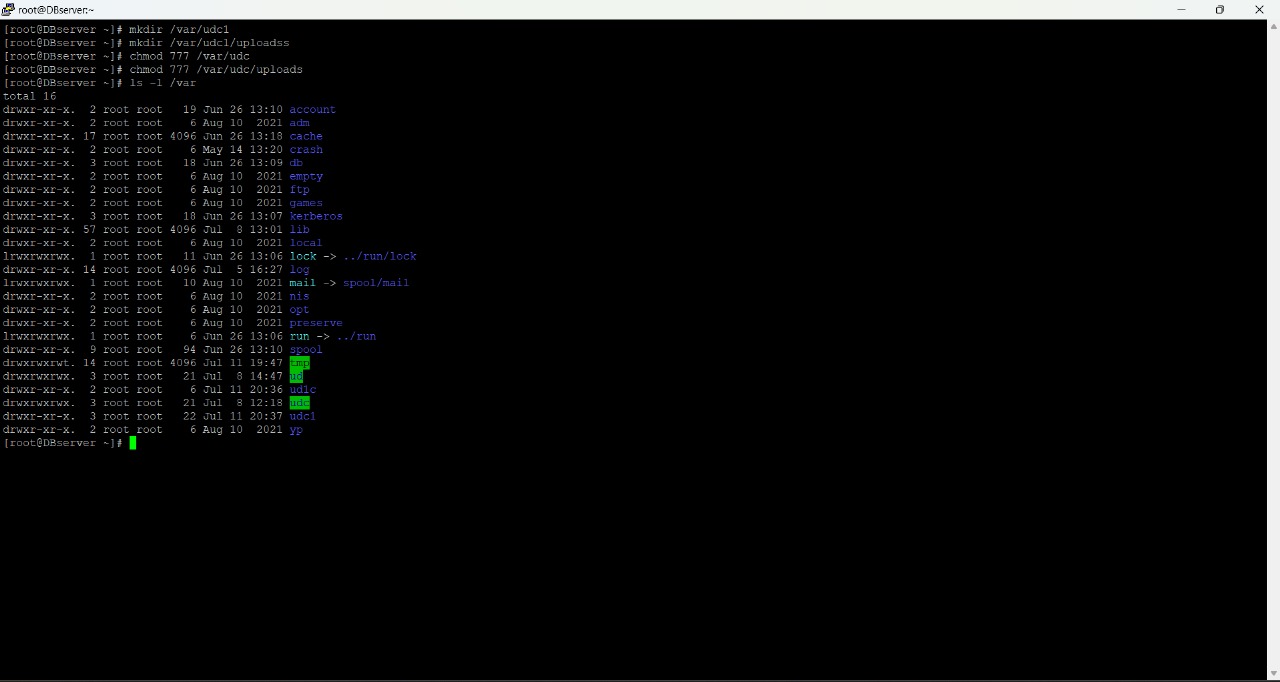 root@DBserver:~
[root@DBserver ~]# mkdir /var/udc1
[root@DBserver ~]# mkdir /var/udc1/uploadss
[root@DBserver ~]# chmod 777 /var/udc
[root@DBserver ~]# chmod 777 /var/udc/uploads
[root@DBserver ~]# ls -l /var
total 16
drwxr-xr-x.  2 root root   19 Jun 26 13:10 account
drwxr-xr-x.  2 root root    6 Aug 10  2021 adm
drwxr-xr-x. 17 root root 4096 Jun 26 13:18 cache
drwxr-xr-x.  2 root root    6 May 14 13:20 crash
drwxr-xr-x.  3 root root   18 Jun 26 13:09 db
drwxr-xr-x.  2 root root    6 Aug 10  2021 empty
drwxr-xr-x.  2 root root    6 Aug 10  2021 ftp
drwxr-xr-x.  2 root root    6 Aug 10  2021 games
drwxr-xr-x.  3 root root   18 Jun 26 13:07 kerberos
drwxr-xr-x. 57 root root 4096 Jul  8 13:01 lib
drwxr-xr-x.  2 root root    6 Aug 10  2021 local
lrwxrwxrwx.  1 root root   11 Jun 26 13:06 lock -> ../run/lock
drwxr-xr-x. 14 root root 4096 Jul  5 16:27 log
lrwxrwxrwx.  1 root root   10 Aug 10  2021 mail -> spool/mail
drwxr-xr-x.  2 root root    6 Aug 10  2021 nis
drwxr-xr-x.  2 root root    6 Aug 10  2021 opt
drwxr-xr-x.  2 root root    6 Aug 10  2021 preserve
lrwxrwxrwx.  1 root root    6 Jun 26 13:06 run -> ../run
drwxr-xr-x.  9 root root   94 Jun 26 13:10 spool
drwxrwxrwt. 14 root root 4096 Jul 11 19:47 tmp
drwxrwxrwx.  3 root root   21 Jul  8 14:47 ud
drwxr-xr-x.  2 root root    6 Jul 11 20:36 ud1c
drwxrwxrwx.  3 root root   21 Jul  8 12:18 udc
drwxr-xr-x.  3 root root   22 Jul 11 20:37 udc1
drwxr-xr-x.  2 root root    6 Aug 10  2021 yp
[root@DBserver ~]#